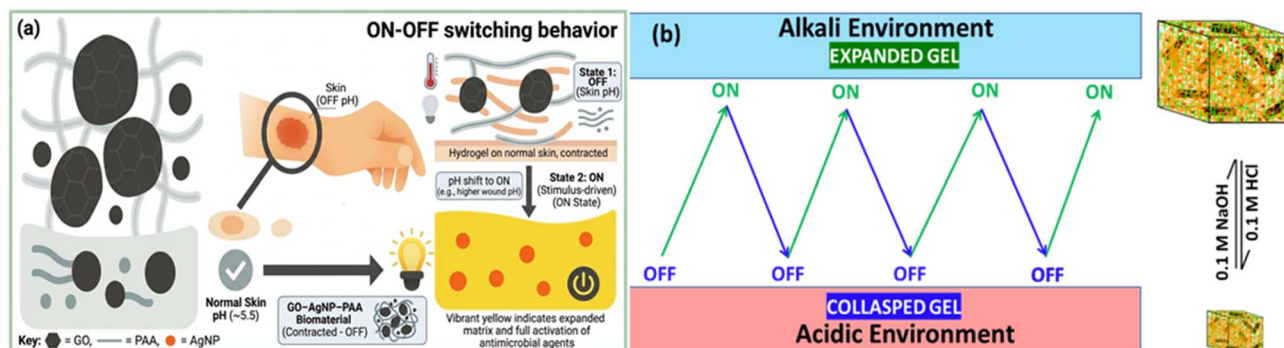 (a)
ON-OFF switching behavior
Skin
(OFF pH)
State 1:
OFF
(Skin pH)
Hydrogel on normal skin, contracted
pH shift to ON
(e.g., higher wound pH)
State 2: ON
(Stimulus-driven)
(ON State)
Normal Skin
pH (~5.5)
GO–AgNP–PAA
Biomaterial
(Contracted - OFF)
Vibrant yellow indicates expanded
matrix and full activation of
antimicrobial agents
Key: = GO, = PAA, = AgNP
(b)
Alkali Environment
EXPANDED GEL
ON ON ON ON
OFF OFF OFF OFF
COLLASPED GEL
Acidic Environment
0.1 M NaOH
0.1 M HCl